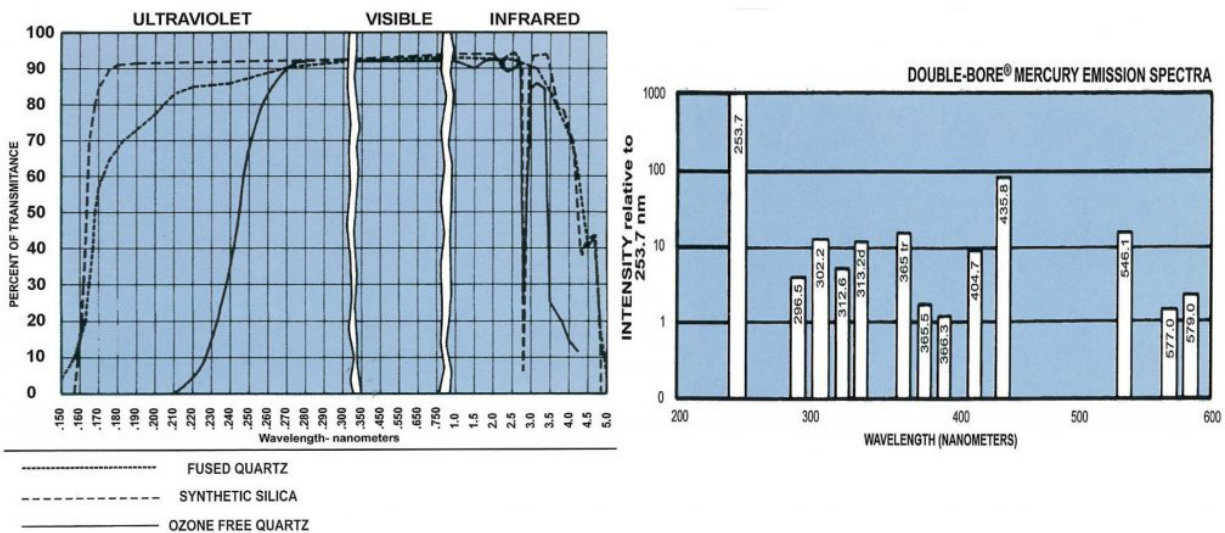 ULTRAVIOLET VISIBLE INFRARED
PERCENT OF TRANSMITANCE
100
90
80
70
60
50
40
30
20
10
0
.150 .160 .170 .180 .190 .200 .210 .220 .230 .240 .250 .260 .270 .280 .290 .300 .350 .450 .550 .650 .750 1.0 1.5 2.0 2.5 3.0 3.5 4.0 4.5 5.0
Wavelength- nanometers
FUSED QUARTZ
SYNTHETIC SILICA
OZONE FREE QUARTZ
DOUBLE-BORE® MERCURY EMISSION SPECTRA
INTENSITY relative to
253.7 nm
1000
100
10
1
0
253.7
296.5
302.2
312.6
313.2d
365 tr
365.5
366.3
404.7
435.8
546.1
577.0
579.0
200 300 400 500 600
WAVELENGTH (NANOMETERS)